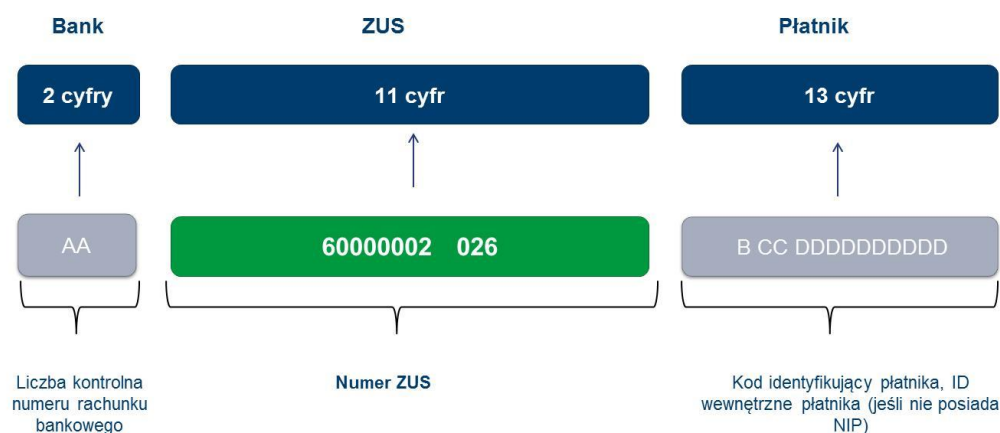 Bank ZUS Płatnik
2 cyfry 11 cyfr 13 cyfr
AA 60000002 026 B CC DDDDDDDDDD
Liczba kontrolna
numeru rachunku
bankowego
Numer ZUS
Kod identyfikujący płatnika, ID
wewnętrzne płatnika (jeśli nie posiada
NIP)